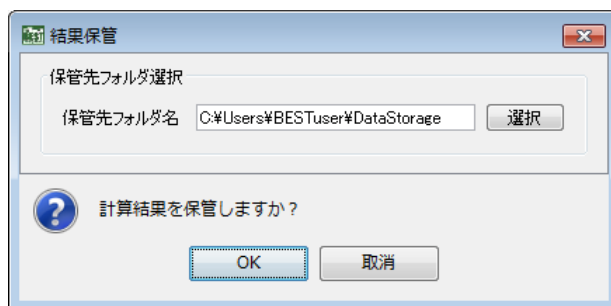 結果保管
保管先フォルダ選択
保管先フォルダ名 C:¥Users¥BESTuser¥DataStorage 選択
計算結果を保管しますか？
OK 取消